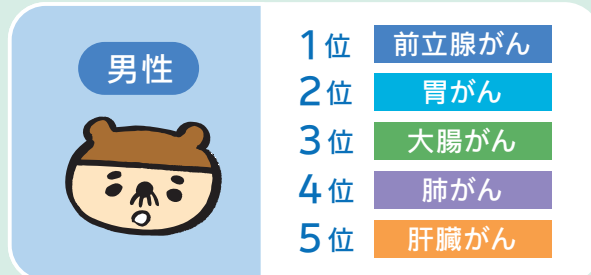 男性
1位 前立腺がん
2位 胃がん
3位 大腸がん
4位 肺がん
5位 肝臓がん